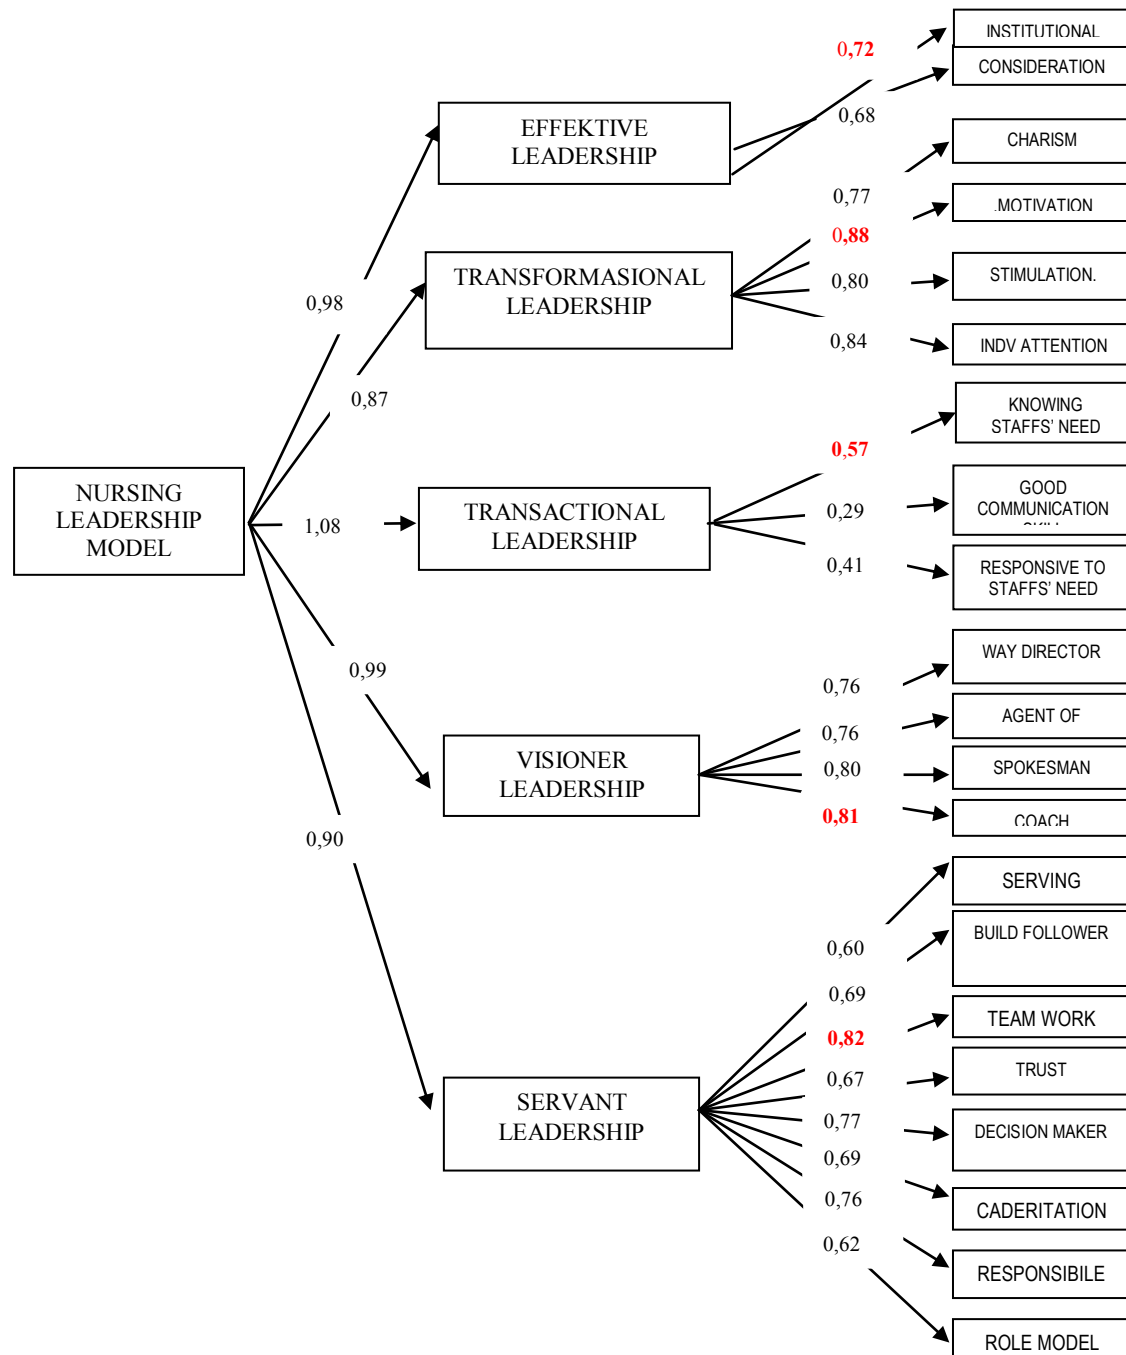 INSTITUTIONAL
0,72
CONSIDERATION
0,68
EFFEKTIVE
LEADERSHIP
CHARISM
0,77
.MOTIVATION
0,88
TRANSFORMASIONAL
LEADERSHIP
STIMULATION.
0,80
0,98
0,84
INDV ATTENTION
0,87
KNOWING
STAFFS' NEED
0,57
NURSING
LEADERSHIP
MODEL
1,08
TRANSACTIONAL
LEADERSHIP
GOOD
COMMUNICATION
SKILL
0,29
0,41
RESPONSIVE TO
STAFFS' NEED
WAY DIRECTOR
0,99
0,76
AGENT OF
0,76
VISIONER
LEADERSHIP
0,80
SPOKESMAN
0,81
COACH
0,90
SERVING
0,60
BUILD FOLLOWER
0,69
TEAM WORK
0,82
TRUST
0,67
SERVANT
LEADERSHIP
0,77
DECISION MAKER
0,69
CADERITATION
0,76
0,62
RESPONSIBILE
ROLE MODEL